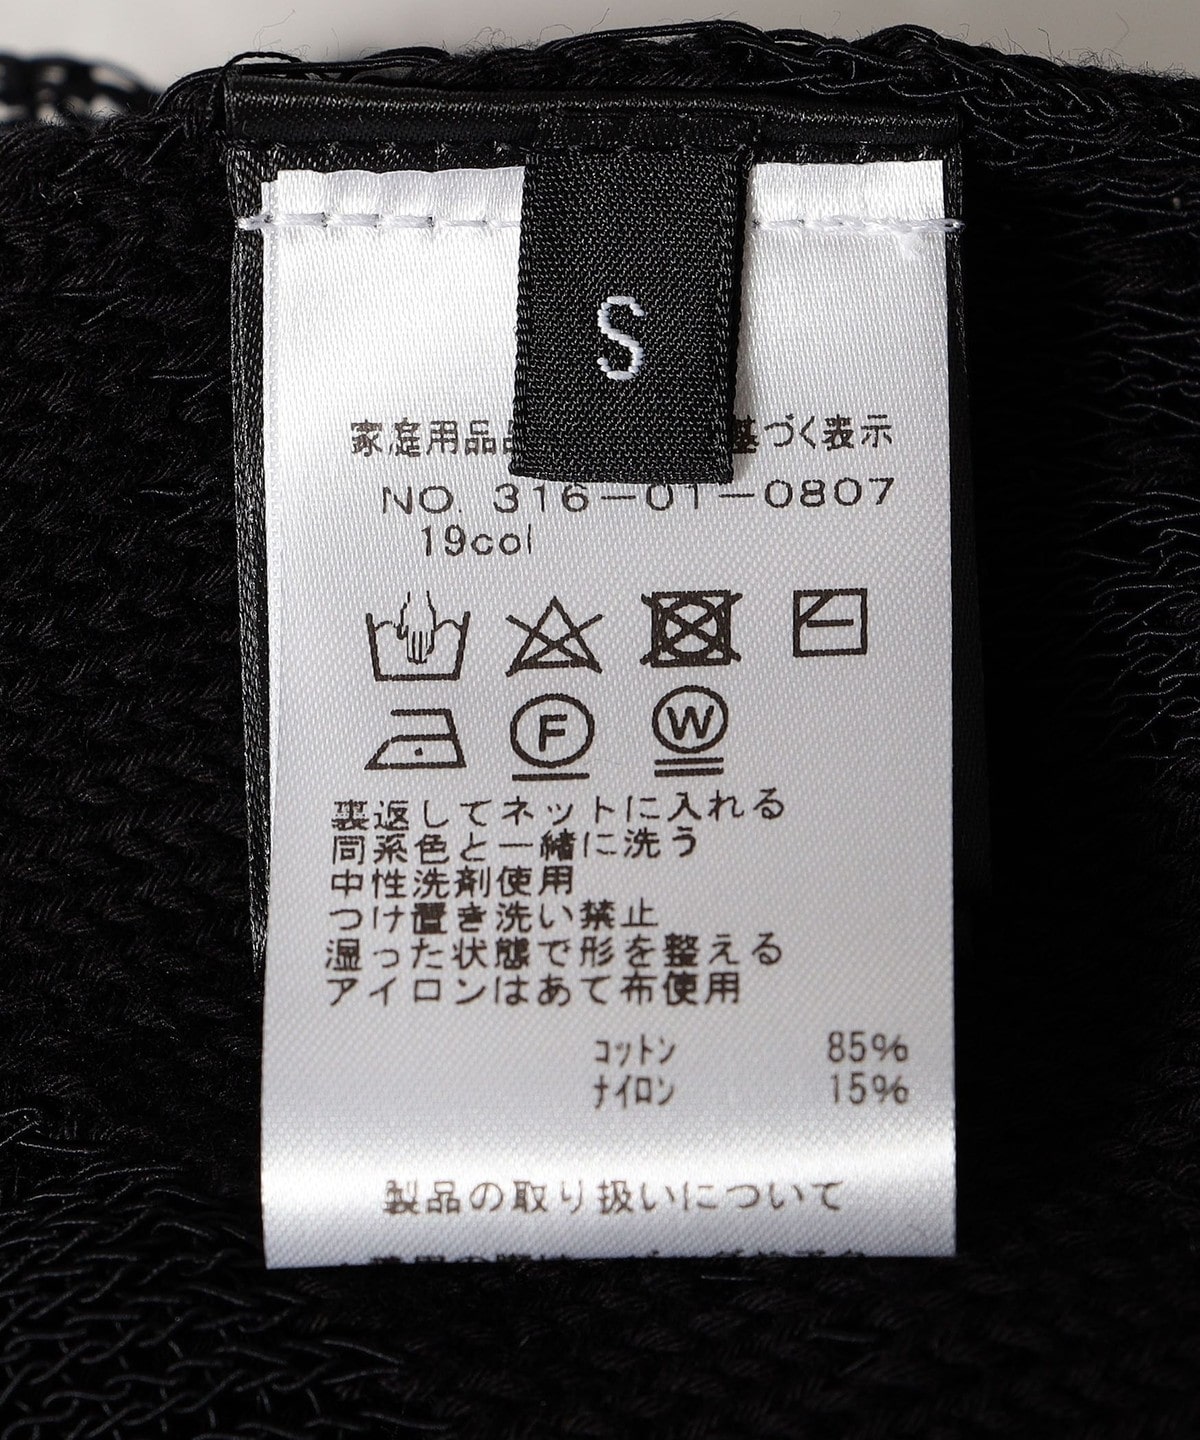 S
家庭用品 基づく表示
NO. 316-01-0807
19col
F W
裏返してネットに入れる
同系色と一緒に洗う
中性洗剤使用
つけ置き洗い禁止
湿った状態で形を整える
アイロンはあて布使用
コットン 85%
ナイロン 15%
製品の取り扱いについて